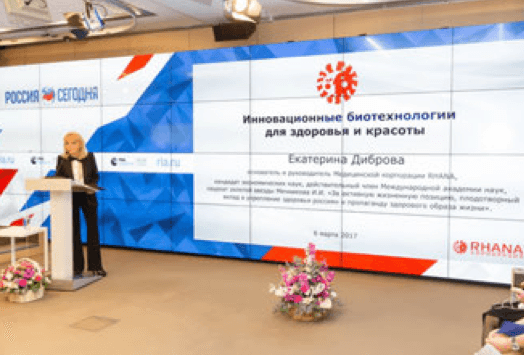 РОССИЯ СЕГОДНЯ
ria.ru
ria.ru
Инновационные биотехнологии
для здоровья и красоты
Екатерина Диброва
основатель и руководитель Медицинской корпорации RHANA,
кандидат экономических наук, действительный член Международной академии наук,
лауреат золотой звезды Мечникова И.И. «За активную жизненную позицию, плодотворный
вклад в укрепление здоровья россиян и пропаганду здорового образа жизни».
6 марта 2017
RHANA